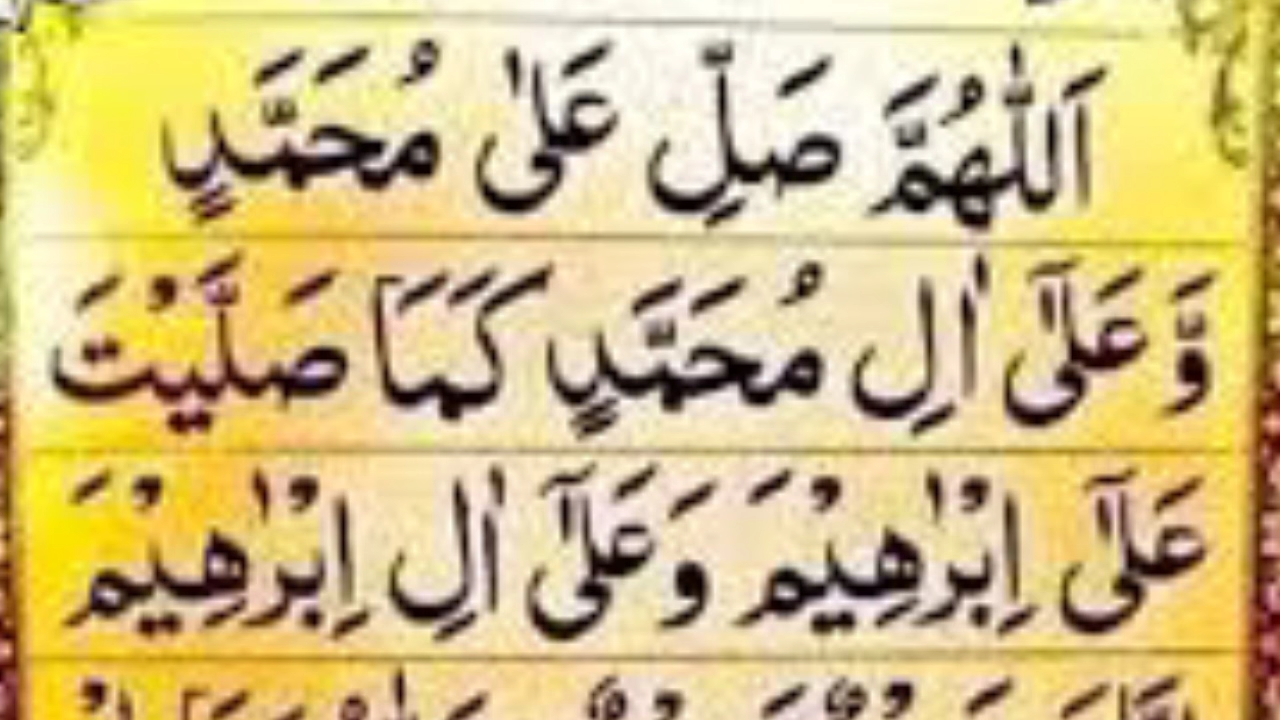 اَللّٰهُمَّ صَلِّ عَلٰى مُحَمَّدٍ
وَّعَلٰٓى اٰلِ مُحَمَّدٍ كَمَا صَلَّيْتَ
عَلٰٓى اِبْرٰهِيْمَ وَعَلٰٓى اٰلِ اِبْرٰهِيْمَ